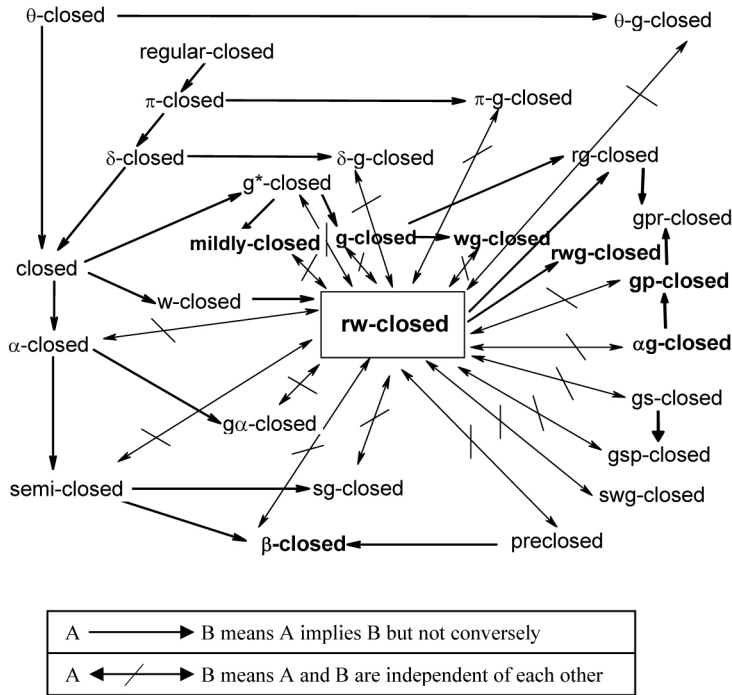 θ-closed
θ-g-closed
regular-closed
π-closed
π-g-closed
δ-closed
δ-g-closed
rg-closed
g*-closed
gpr-closed
mildly-closed
g-closed
wg-closed
rwg-closed
closed
gp-closed
w-closed
rw-closed
α-closed
αg-closed
gs-closed
gα-closed
gsp-closed
semi-closed
sg-closed
swg-closed
β-closed
preclosed
A B means A implies B but not conversely
A B means A and B are independent of each other